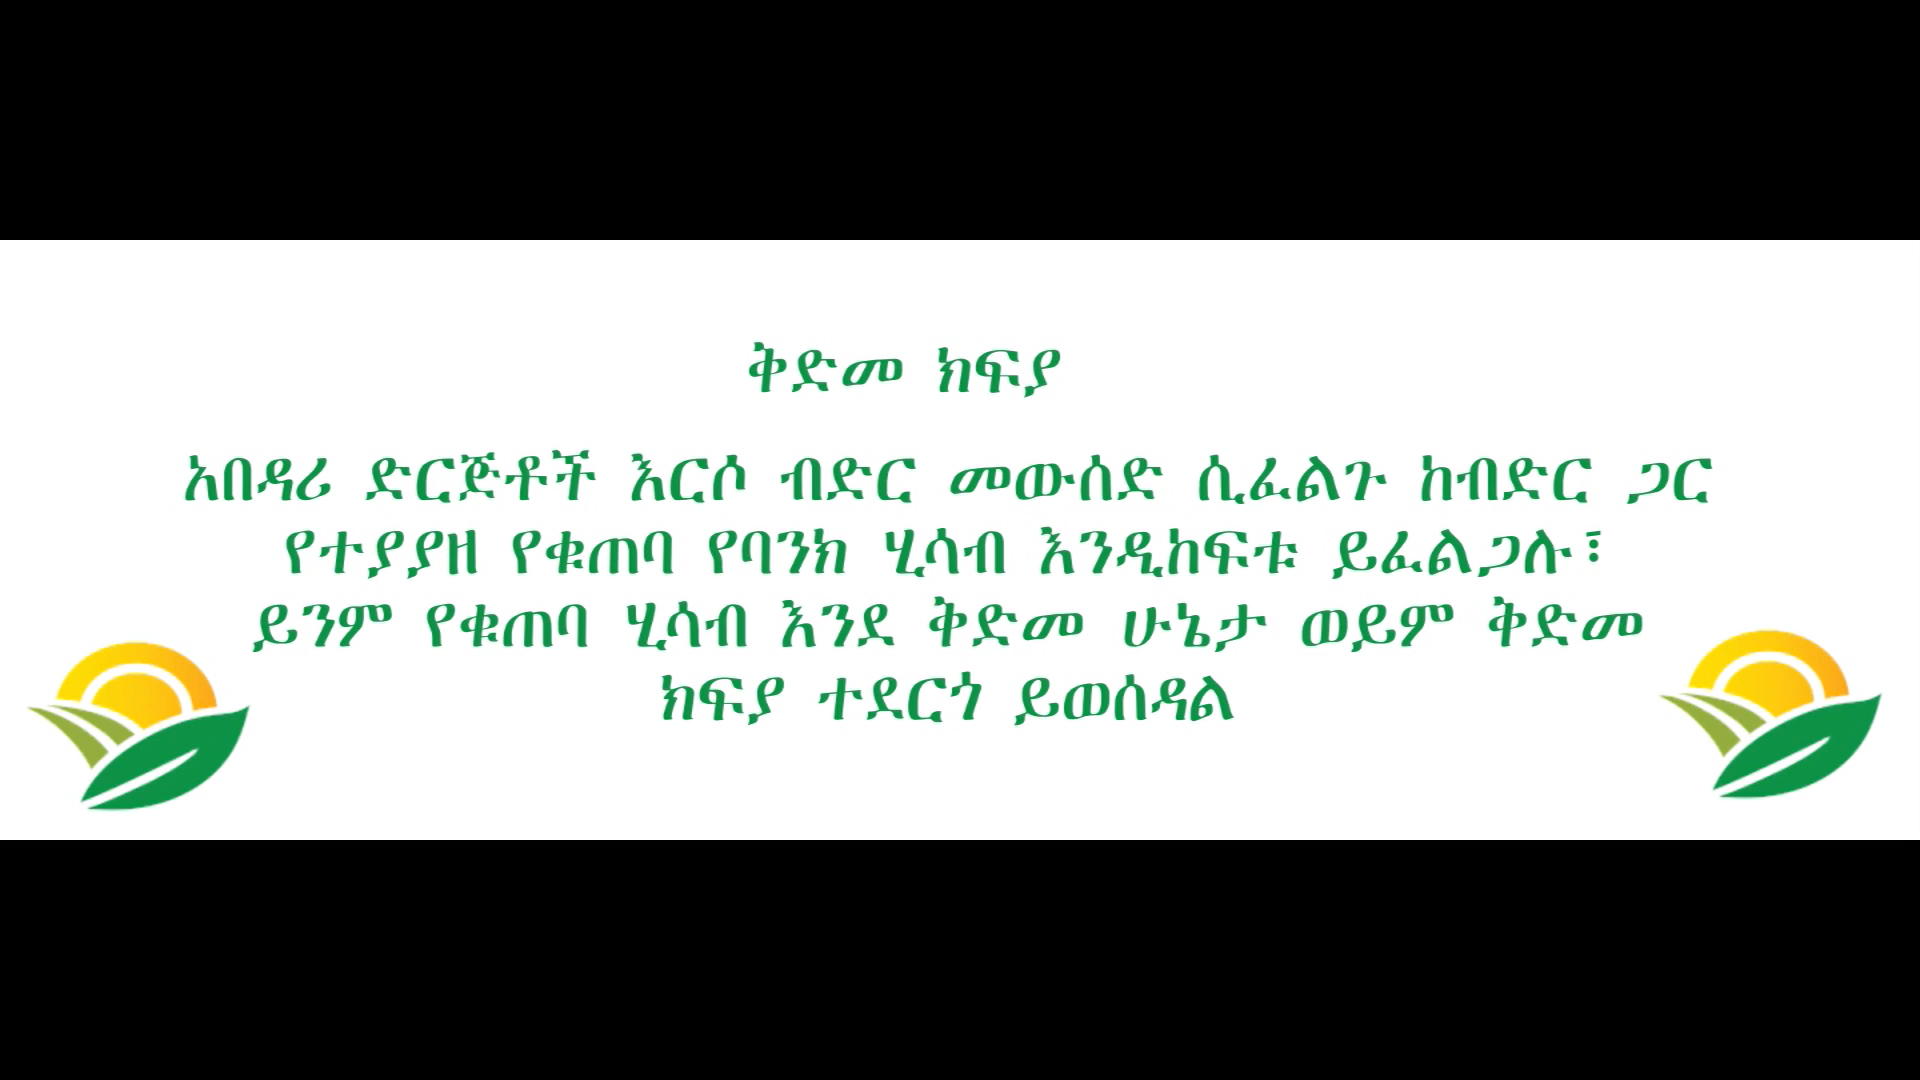 ቅድመ ክፍያ
አበዳሪ ድርጅቶች እርሶ ብድር መውሰድ ሲፈልጉ ከብድር ጋር
የተያያዘ የቁጠባ የባንክ ሂሳብ እንዲከፍቱ ይፈልጋሉ፣
ይንም የቁጠባ ሂሳብ እንደ ቅድመ ሁኔታ ወይም ቅድመ
ክፍያ ተደርጎ ይወሰዳል